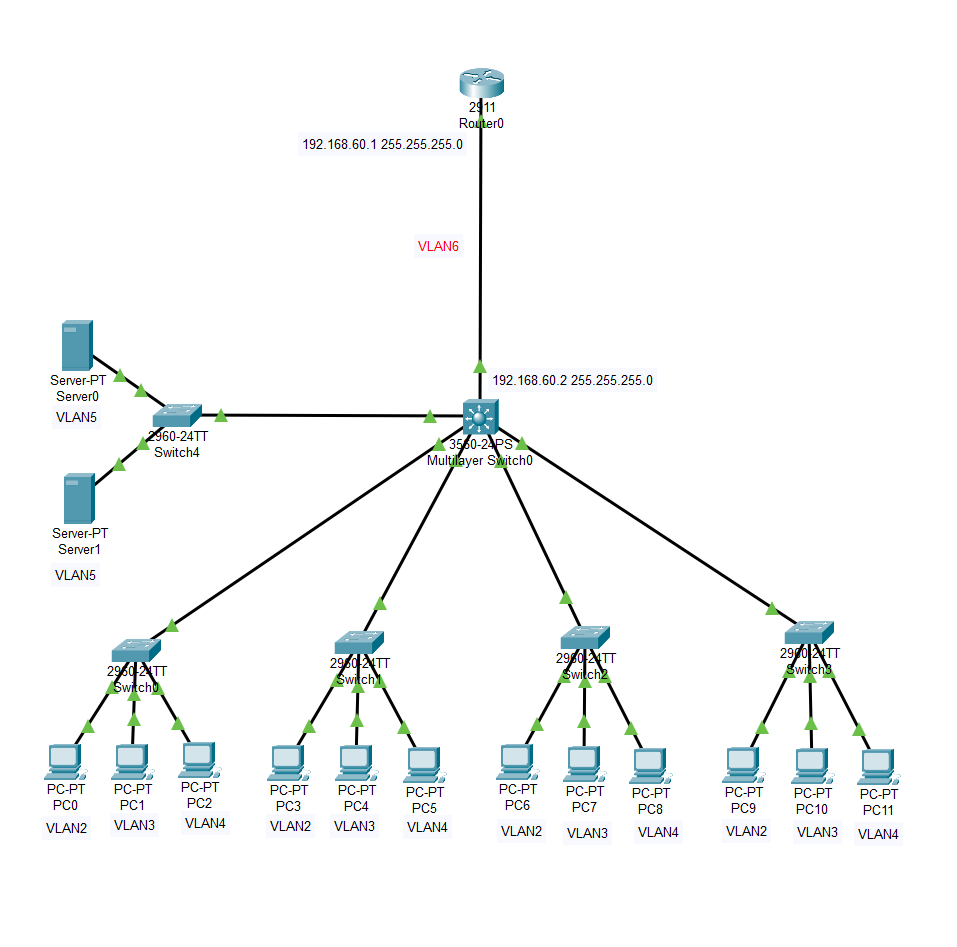 2911
Router0
192.168.60.1 255.255.255.0
VLAN6
192.168.60.2 255.255.255.0
Server-PT
Server0
VLAN5
2960-24TT
Switch4
3560-24PS
Multilayer Switch0
Server-PT
Server1
VLAN5
2960-24TT
Switch0
2960-24TT
Switch1
2960-24TT
Switch2
2960-24TT
Switch3
PC-PT
PC0
VLAN2
PC-PT
PC1
VLAN3
PC-PT
PC2
VLAN4
PC-PT
PC3
VLAN2
PC-PT
PC4
VLAN3
PC-PT
PC5
VLAN4
PC-PT
PC6
VLAN2
PC-PT
PC7
VLAN3
PC-PT
PC8
VLAN4
PC-PT
PC9
VLAN2
PC-PT
PC10
VLAN3
PC-PT
PC11
VLAN4